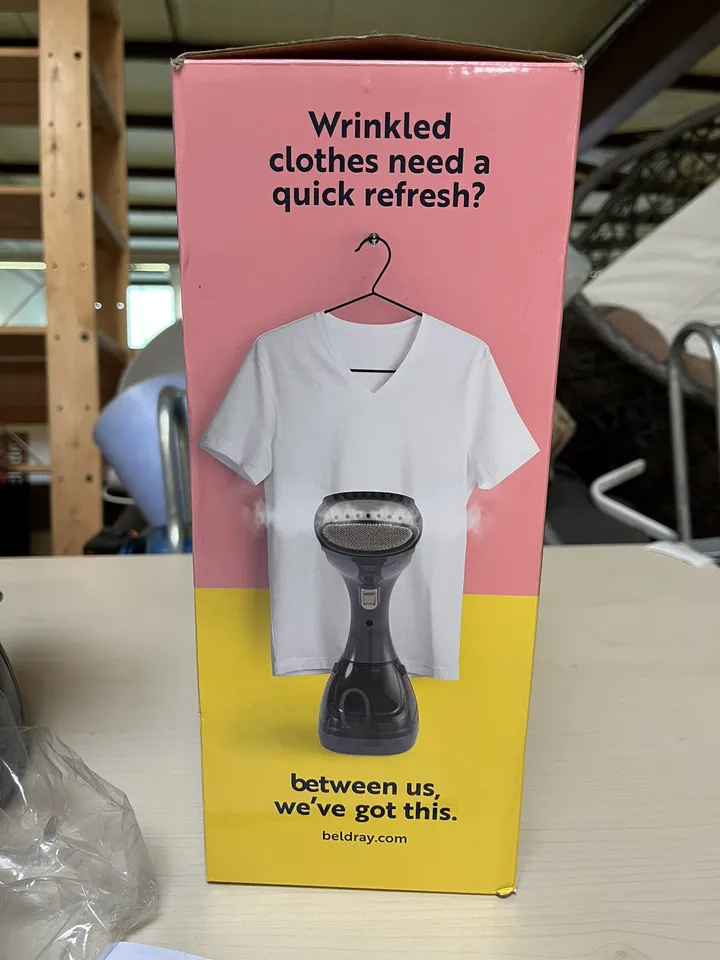 Wrinkled
clothes need a
quick refresh?
between us,
we've got this.
beldray.com